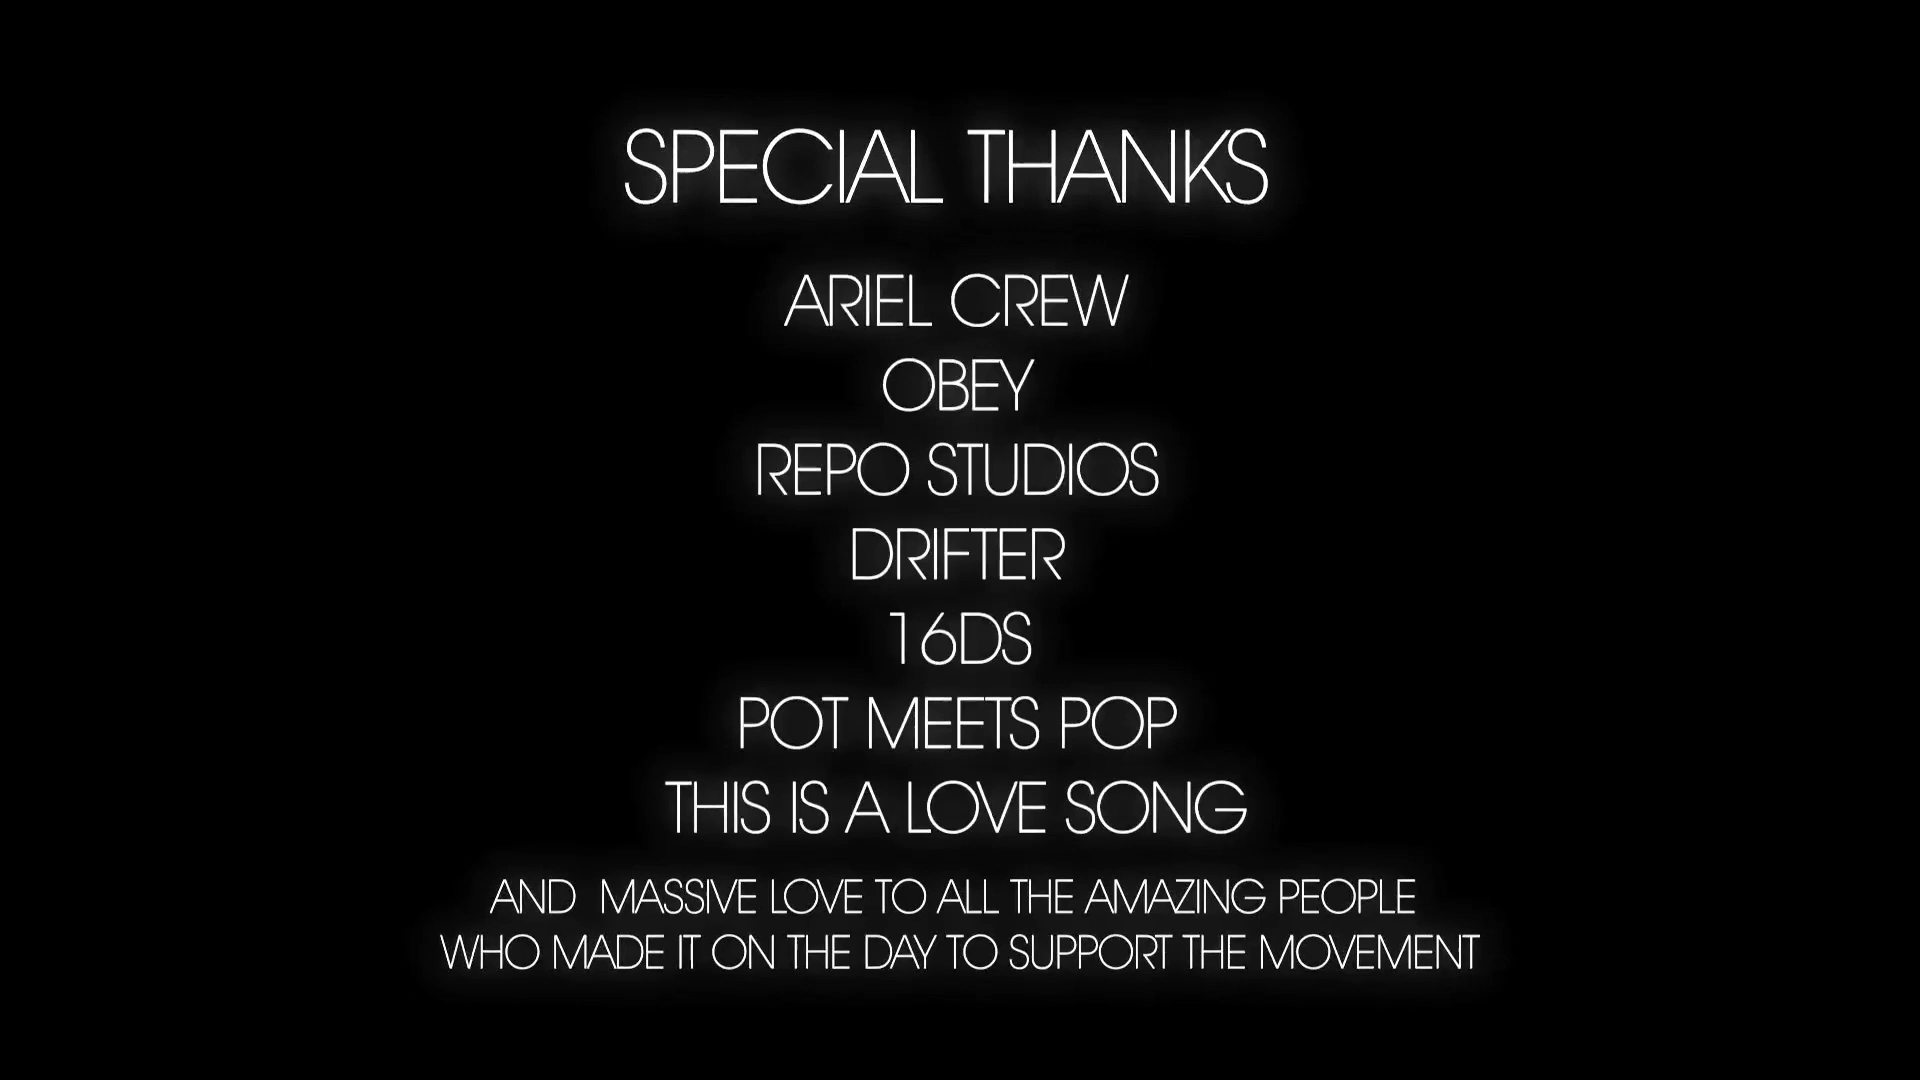 SPECIAL THANKS
ARIEL CREW
OBEY
REPO STUDIOS
DRIFTER
16DS
POT MEETS POP
THIS IS A LOVE SONG
AND  MASSIVE LOVE TO ALL THE AMAZING PEOPLE
WHO MADE IT ON THE DAY TO SUPPORT THE MOVEMENT